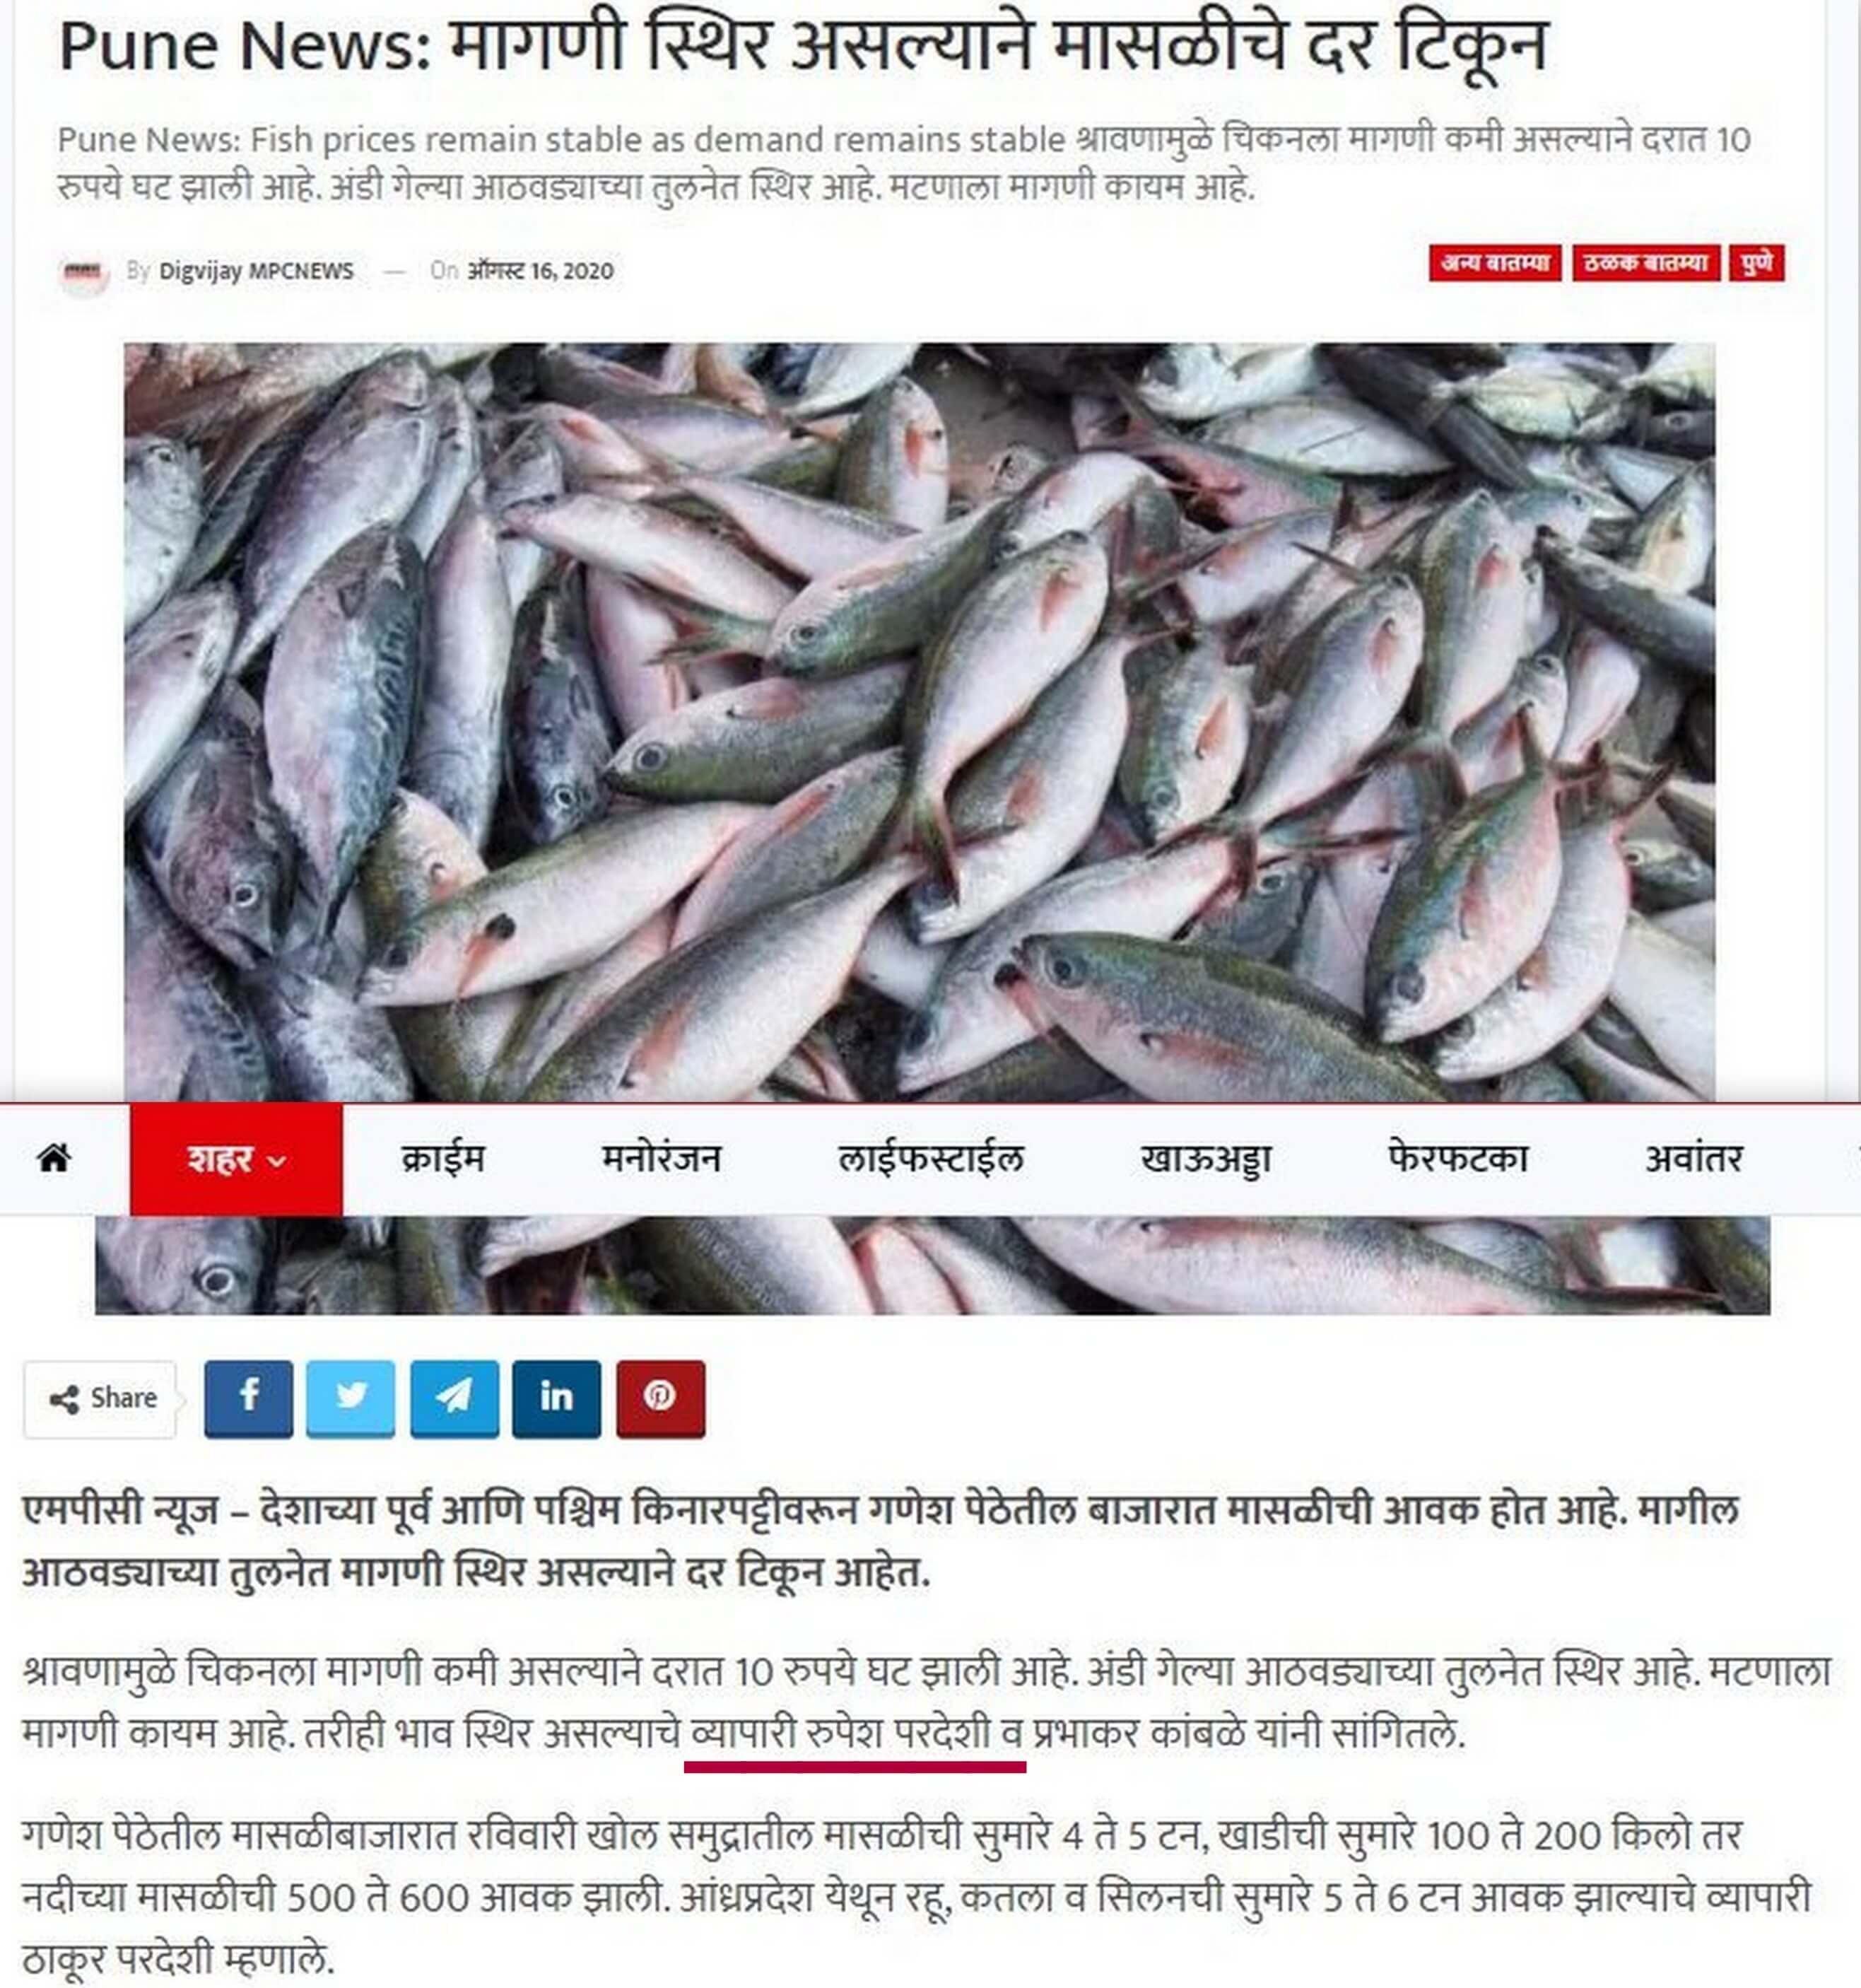 Pune News: मागणी स्थिर असल्याने मासळीचे दर टिकून
Pune News: Fish prices remain stable as demand remains stable श्रावणामुळे चिकनला मागणी कमी असल्याने दरात 10
रुपये घट झाली आहे. अंडी गेल्या आठवड्याच्या तुलनेत स्थिर आहे. मटणाला मागणी कायम आहे.
By Digvijay MPCNEWS — On ऑगस्ट 16, 2020
अन्य बातम्या ठळक बातम्या पुणे
शहर क्राईम मनोरंजन लाईफस्टाईल खाऊअड्डा फेरफटका अवांतर
Share
एमपीसी न्यूज – देशाच्या पूर्व आणि पश्चिम किनारपट्टीवरून गणेश पेठेतील बाजारात मासळीची आवक होत आहे. मागील
आठवड्याच्या तुलनेत मागणी स्थिर असल्याने दर टिकून आहेत.
श्रावणामुळे चिकनला मागणी कमी असल्याने दरात 10 रुपये घट झाली आहे. अंडी गेल्या आठवड्याच्या तुलनेत स्थिर आहे. मटणाला
मागणी कायम आहे. तरीही भाव स्थिर असल्याचे व्यापारी रुपेश परदेशी व प्रभाकर कांबळे यांनी सांगितले.
गणेश पेठेतील मासळीबाजारात रविवारी खोल समुद्रातील मासळीची सुमारे 4 ते 5 टन, खाडीची सुमारे 100 ते 200 किलो तर
नदीच्या मासळीची 500 ते 600 आवक झाली. आंध्रप्रदेश येथून रहू, कतला व सिलनची सुमारे 5 ते 6 टन आवक झाल्याचे व्यापारी
ठाकूर परदेशी म्हणाले.